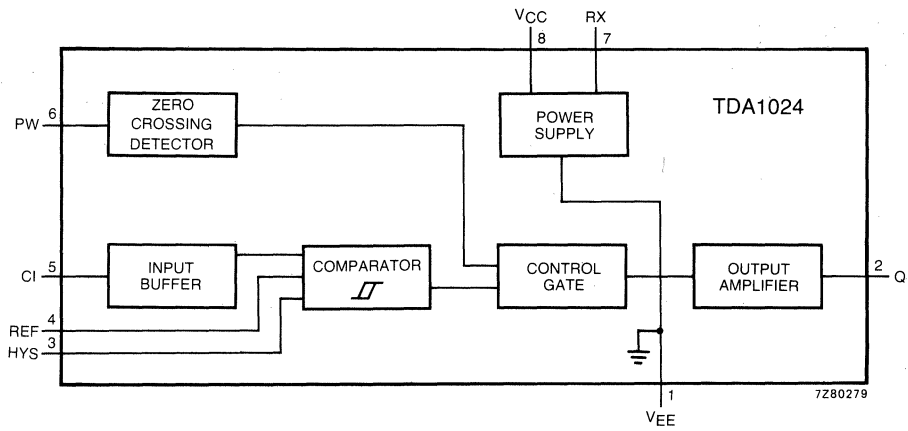 VCC RX
8 7
TDA1024
6
PW
ZERO
CROSSING
DETECTOR
POWER
SUPPLY
5
CI
INPUT
BUFFER
COMPARATOR
CONTROL
GATE
OUTPUT
AMPLIFIER
2
Q
4
REF
3
HYS
1
VEE
7Z80279